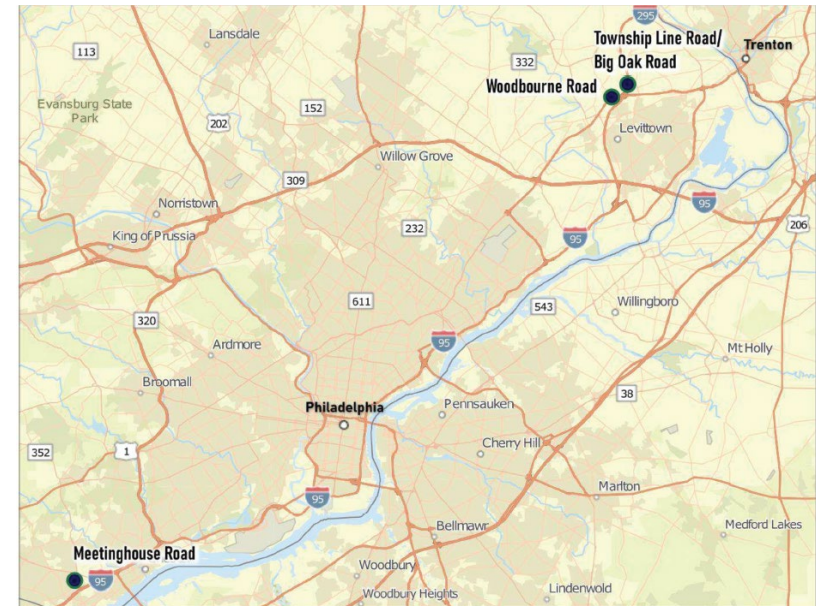 295
Lansdale
Township Line Road/
Big Oak Road
Trenton
113
332
Woodbourne Road
Evansburg State
Park
152
202
Levittown
Willow Grove
309
Norristown
95
206
232
95
King of Prussia
611
543
Willingboro
320
95
Ardmore
Mt Holly
Broomall
38
Philadelphia
Pennsauken
352
1
Cherry Hill
95
Marlton
Bellmawr
Medford Lakes
Meetinghouse Road
95
Woodbury
Woodbury Heights
Lindenwold